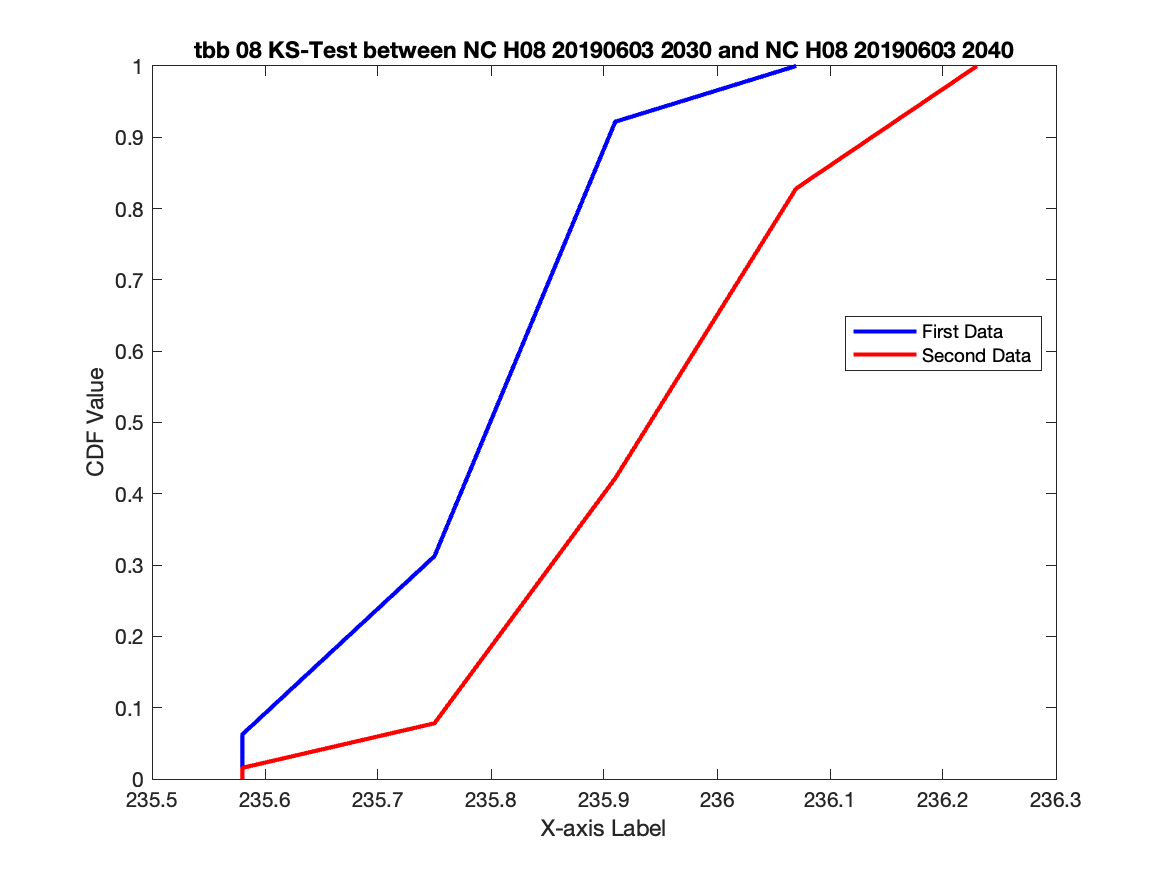 tbb 08 KS-Test between NC H08 20190603 2030 and NC H08 20190603 2040
1
0.9
0.8
0.7
0.6
0.5
0.4
0.3
0.2
0.1
0
CDF Value
First Data
Second Data
235.5 235.6 235.7 235.8 235.9 236 236.1 236.2 236.3
X-axis Label